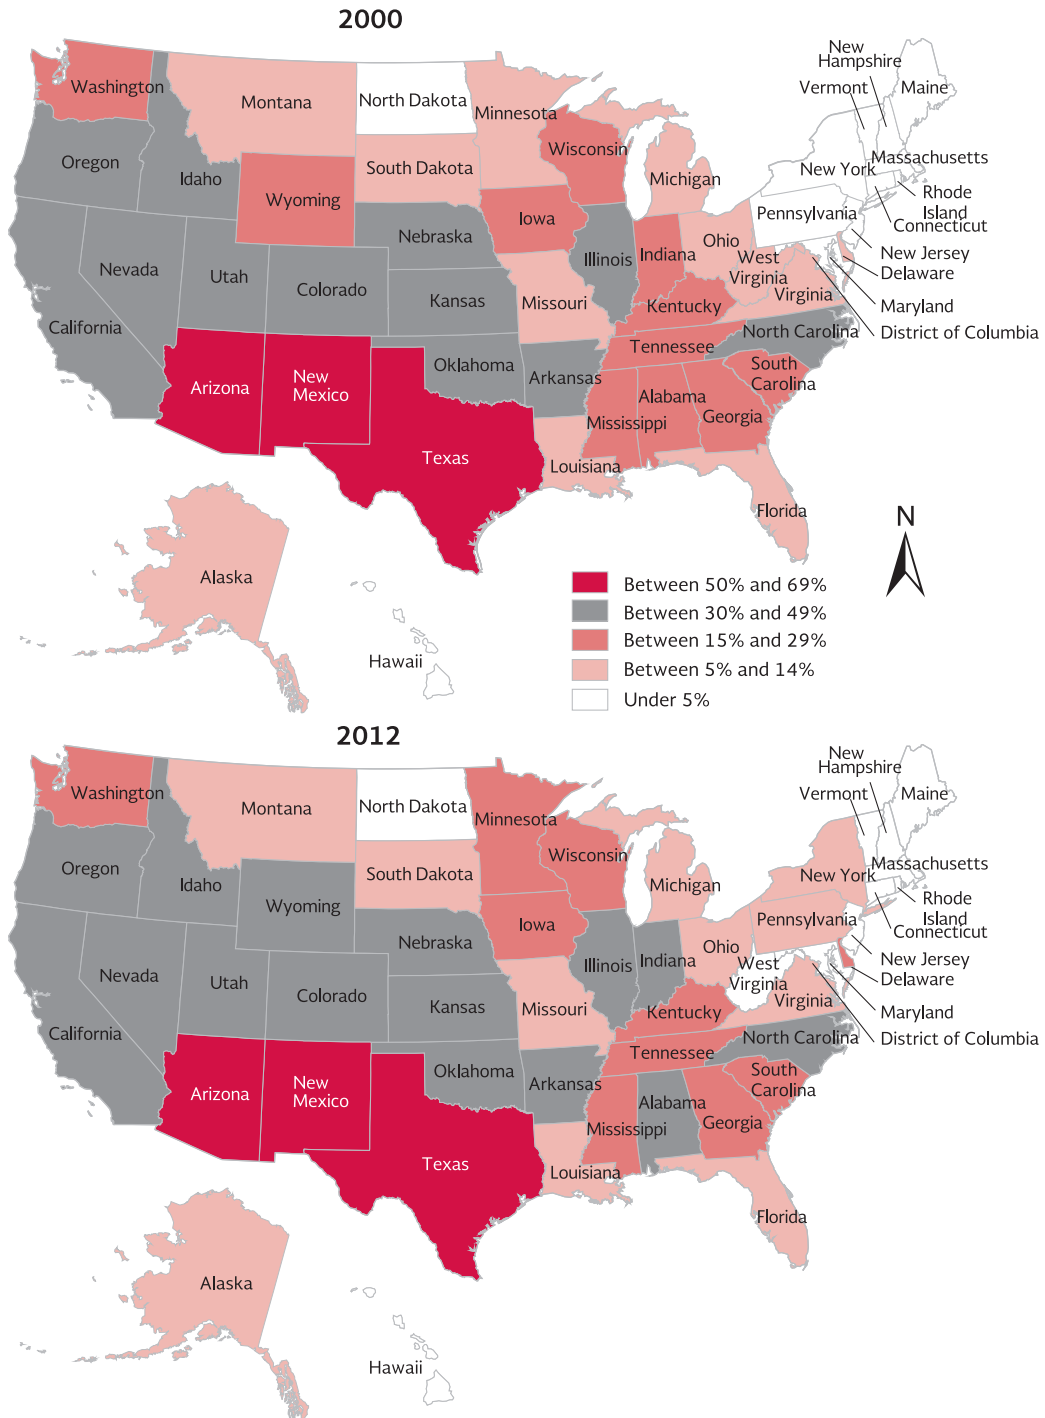 2000
New
Hampshire
Vermont
Maine
Washington
Montana
North Dakota
Minnesota
Oregon
Idaho
Wyoming
South Dakota
Wisconsin
Michigan
New York
Massachusetts
Rhode
Island
Connecticut
Pennsylvania
New Jersey
Delaware
Maryland
District of Columbia
Iowa
Nebraska
Nevada
Utah
Colorado
Kansas
California
Illinois
Indiana
Ohio
West
Virginia
Virginia
Missouri
Kentucky
Tennessee
North Carolina
South
Carolina
Oklahoma
Arkansas
Arizona
New
Mexico
Texas
Mississippi
Alabama
Georgia
Louisiana
Florida
Alaska
Hawaii
N
Between 50% and 69%
Between 30% and 49%
Between 15% and 29%
Between 5% and 14%
Under 5%
2012
New
Hampshire
Vermont
Maine
Washington
Montana
North Dakota
Minnesota
Oregon
Idaho
Wyoming
South Dakota
Wisconsin
Michigan
New York
Massachusetts
Rhode
Island
Connecticut
Pennsylvania
New Jersey
Delaware
Maryland
District of Columbia
Iowa
Nebraska
Nevada
Utah
Colorado
Kansas
California
Illinois
Indiana
Ohio
West
Virginia
Virginia
Missouri
Kentucky
Tennessee
North Carolina
South
Carolina
Oklahoma
Arkansas
Arizona
New
Mexico
Texas
Mississippi
Alabama
Georgia
Louisiana
Florida
Alaska
Hawaii